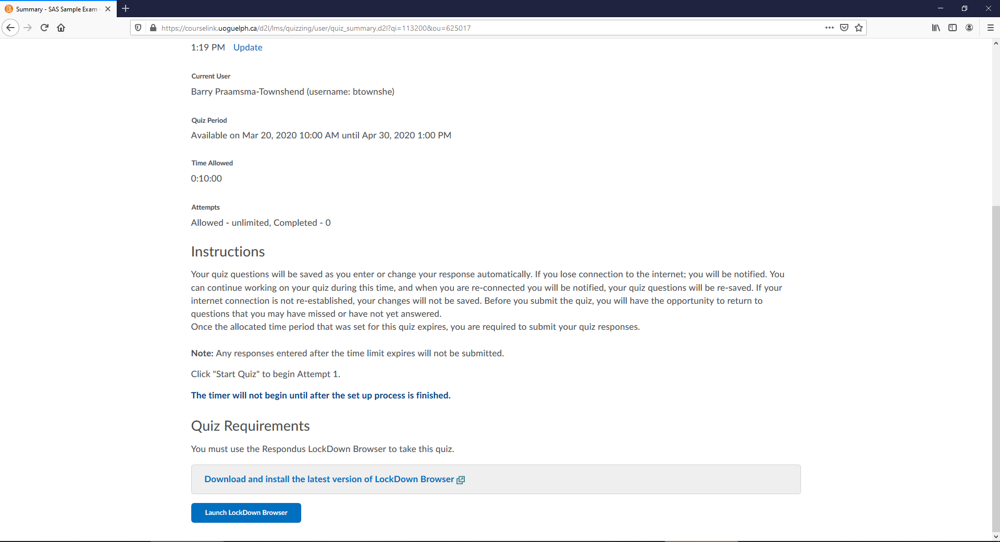 Summary - SAS Sample Exam -
https://courselink.uoguelph.ca/d2l/lms/quizzing/user/quiz_summary.d2l?qi=113200&ou=625017
1:19 PM Update
Current User
Barry Praamsma-Townshend (username: btownshe)
Quiz Period
Available on Mar 20, 2020 10:00 AM until Apr 30, 2020 1:00 PM
Time Allowed
0:10:00
Attempts
Allowed - unlimited, Completed - 0
Instructions
Your quiz questions will be saved as you enter or change your response automatically. If you lose connection to the internet; you will be notified. You
can continue working on your quiz during this time, and when you are re-connected you will be notified, your quiz questions will be re-saved. If your
internet connection is not re-established, your changes will not be saved. Before you submit the quiz, you will have the opportunity to return to
questions that you may have missed or have not yet answered.
Once the allocated time period that was set for this quiz expires, you are required to submit your quiz responses.
Note: Any responses entered after the time limit expires will not be submitted.
Click "Start Quiz" to begin Attempt 1.
The timer will not begin until after the set up process is finished.
Quiz Requirements
You must use the Respondus LockDown Browser to take this quiz.
Download and install the latest version of LockDown Browser
Launch LockDown Browser